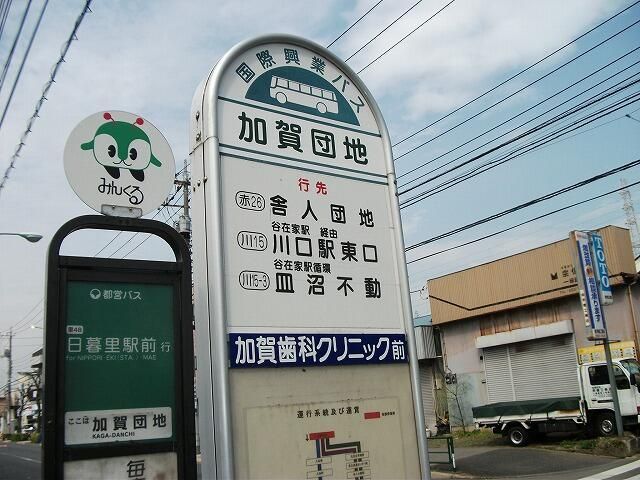 みんくる
都営バス
里48
日暮里駅前 行
for NIPPORI-EKI(STA.) MAE
ここは 加賀団地
KAGA-DANCHI
国際興業バス
加賀団地
行先
赤26 舎人団地
谷在家駅 経由
川15 川口駅東口
谷在家駅循環
川15-3 皿沼不動
加賀歯科クリニック前
運行系統及び運賃
TOTO